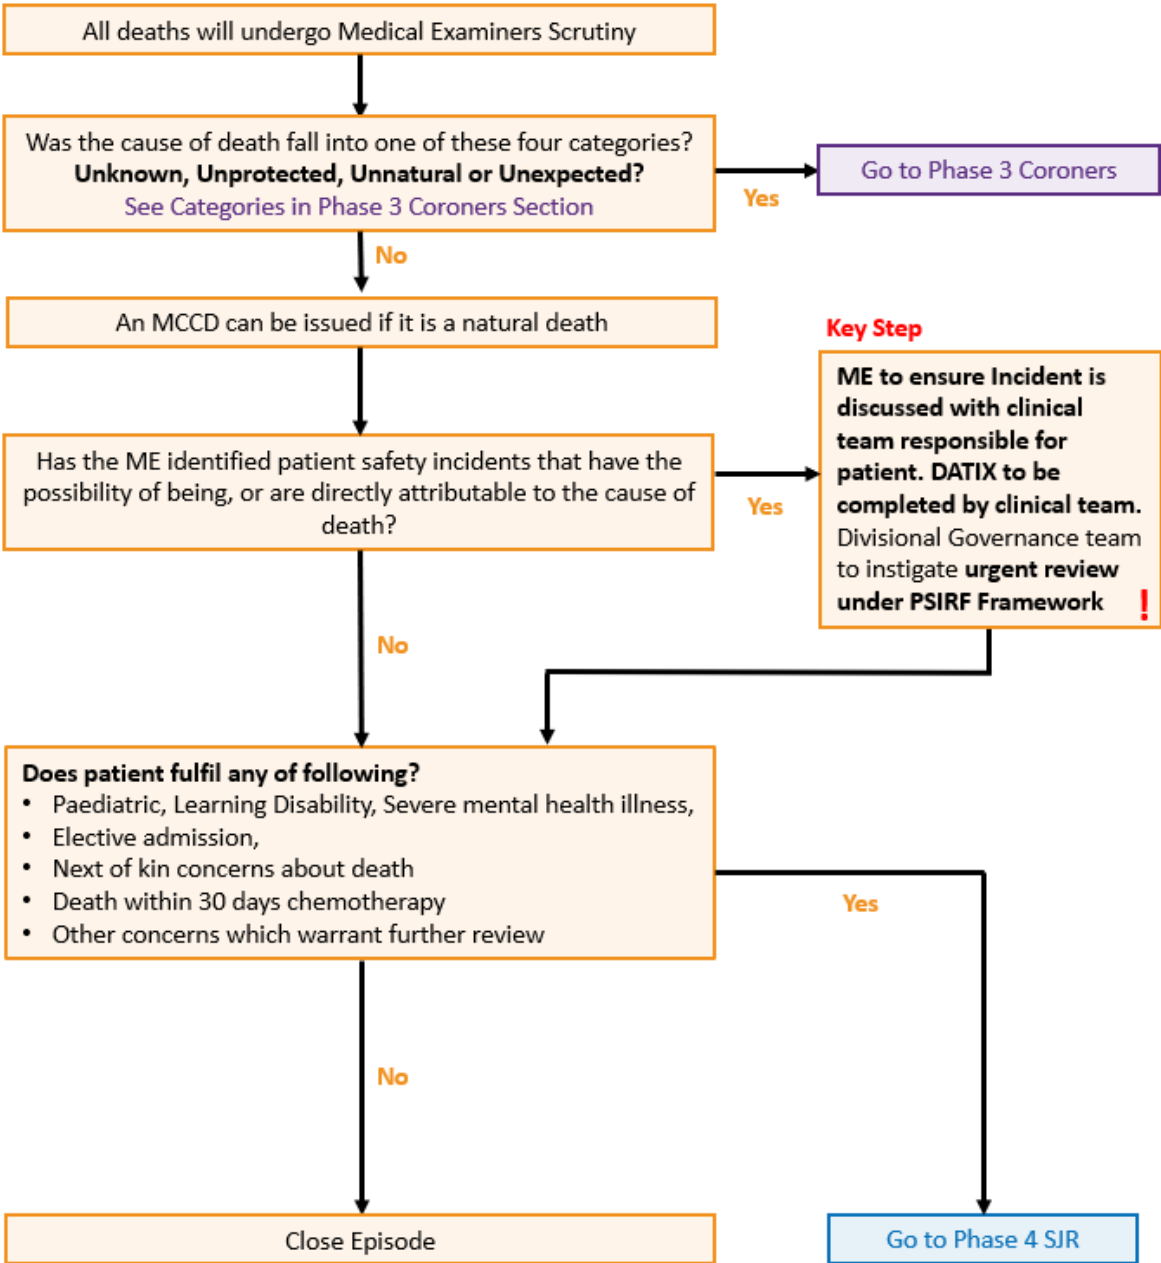 All deaths will undergo Medical Examiners Scrutiny
Was the cause of death fall into one of these four categories?
Unknown, Unprotected, Unnatural or Unexpected?
See Categories in Phase 3 Coroners Section
Yes
Go to Phase 3 Coroners
No
An MCCD can be issued if it is a natural death
Has the ME identified patient safety incidents that have the
possibility of being, or are directly attributable to the cause of
death?
Yes
Key Step
ME to ensure Incident is
discussed with clinical
team responsible for
patient. DATIX to be
completed by clinical team.
Divisional Governance team
to instigate urgent review
under PSIRF Framework !
No
Does patient fulfil any of following?
• Paediatric, Learning Disability, Severe mental health illness,
• Elective admission,
• Next of kin concerns about death
• Death within 30 days chemotherapy
• Other concerns which warrant further review
Yes
No
Close Episode
Go to Phase 4 SJR